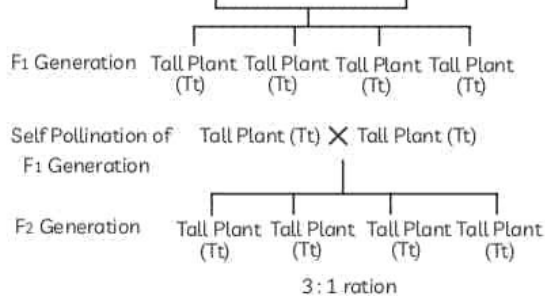 F1 Generation Tall Plant Tall Plant Tall Plant Tall Plant
(Tt) (Tt) (Tt) (Tt)
Self Pollination of Tall Plant (Tt) X Tall Plant (Tt)
F1 Generation
F2 Generation Tall Plant Tall Plant Tall Plant Tall Plant
(Tt) (Tt) (Tt) (Tt)
3 : 1 ration